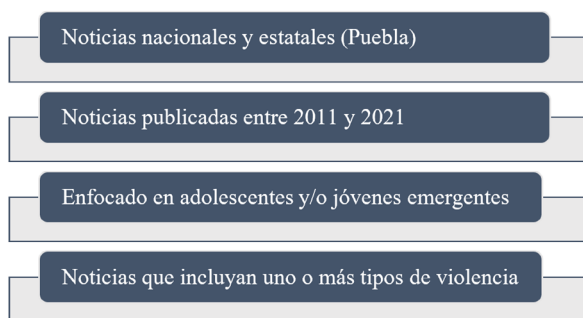 Noticias nacionales y estatales (Puebla)
Noticias publicadas entre 2011 y 2021
Enfocado en adolescentes y/o jóvenes emergentes
Noticias que incluyan uno o más tipos de violencia